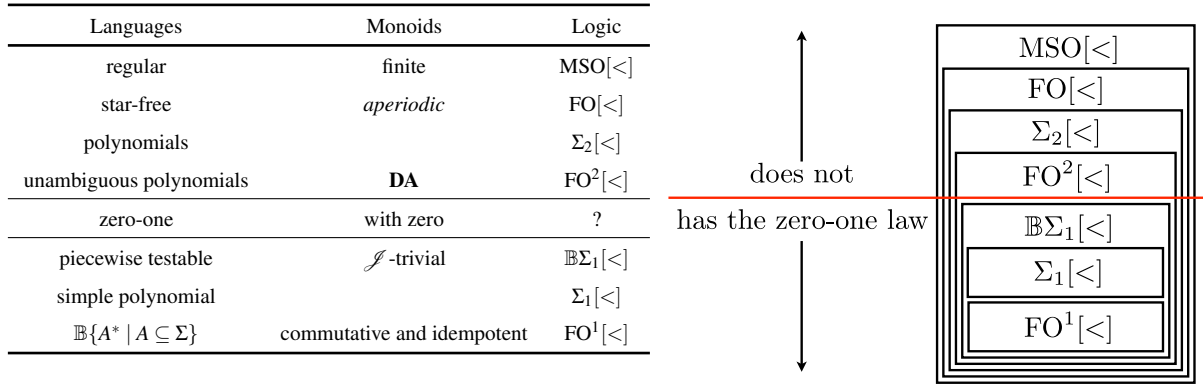 Languages Monoids Logic
regular finite MSO[<]
star-free aperiodic FO[<]
polynomials Σ₂[<]
unambiguous polynomials DA FO²[<]
zero-one with zero ?
piecewise testable 𝒥-trivial 𝔹Σ₁[<]
simple polynomial Σ₁[<]
𝔹{A* | A ⊆ Σ} commutative and idempotent FO¹[<]
does not
has the zero-one law
MSO[<]
FO[<]
Σ₂[<]
FO²[<]
𝔹Σ₁[<]
Σ₁[<]
FO¹[<]